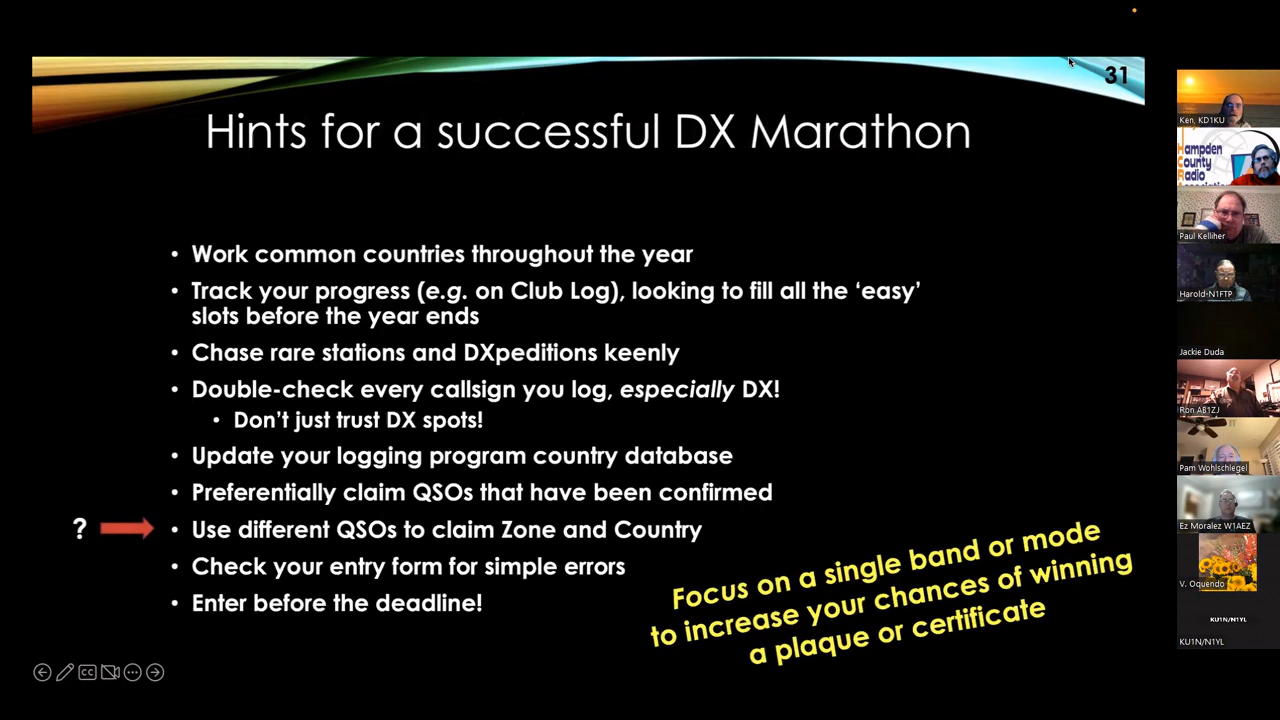 31
Hints for a successful DX Marathon
• Work common countries throughout the year
• Track your progress (e.g. on Club Log), looking to fill all the ‘easy’
slots before the year ends
• Chase rare stations and DXpeditions keenly
• Double-check every callsign you log, especially DX!
• Don’t just trust DX spots!
• Update your logging program country database
• Preferentially claim QSOs that have been confirmed
? • Use different QSOs to claim Zone and Country
• Check your entry form for simple errors
• Enter before the deadline!
Focus on a single band or mode
to increase your chances of winning
a plaque or certificate
CC
Ken, KD1KU
Hampden
County
Radio
Association
Paul Kelliher
Harold-N1FTP
Jackie Duda
Ron AB1ZJ
Pam Wohlschlegel
Ez Moralez W1AEZ
V. Oquendo
KU1N/N1YL
KU1N/N1YL